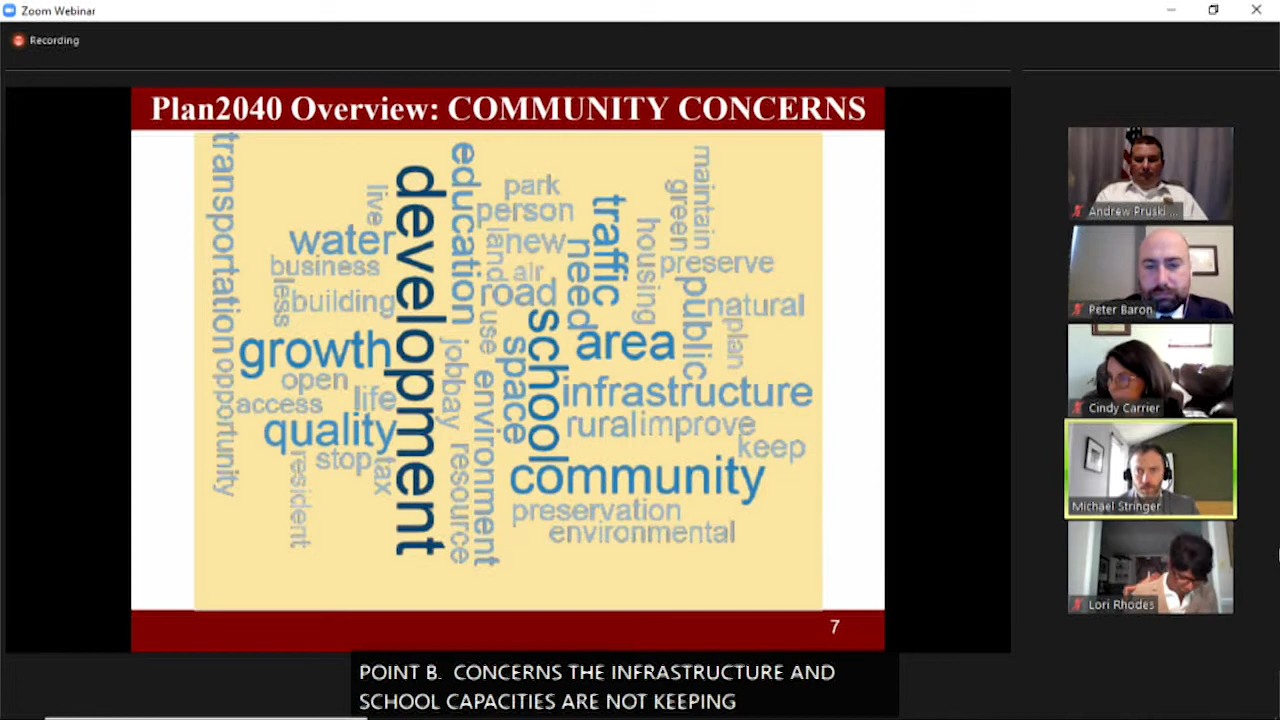 Zoom Webinar
Recording
Plan2040 Overview: COMMUNITY CONCERNS
transportation
opportunity
live
water
business
less
building
growth
open
access
life
quality
stop
resident
tax
development
education
park
person
land
new
air
road
use
jobbay
environment
resource
space
school
need
traffic
housing
maintain
green
preserve
public
natural
plan
area
infrastructure
rural
improve
keep
community
preservation
environmental
7
Andrew Pruski ...
Peter Baron
Cindy Carrier
Michael Stringer
Lori Rhodes
POINT B.  CONCERNS THE INFRASTRUCTURE AND
SCHOOL CAPACITIES ARE NOT KEEPING